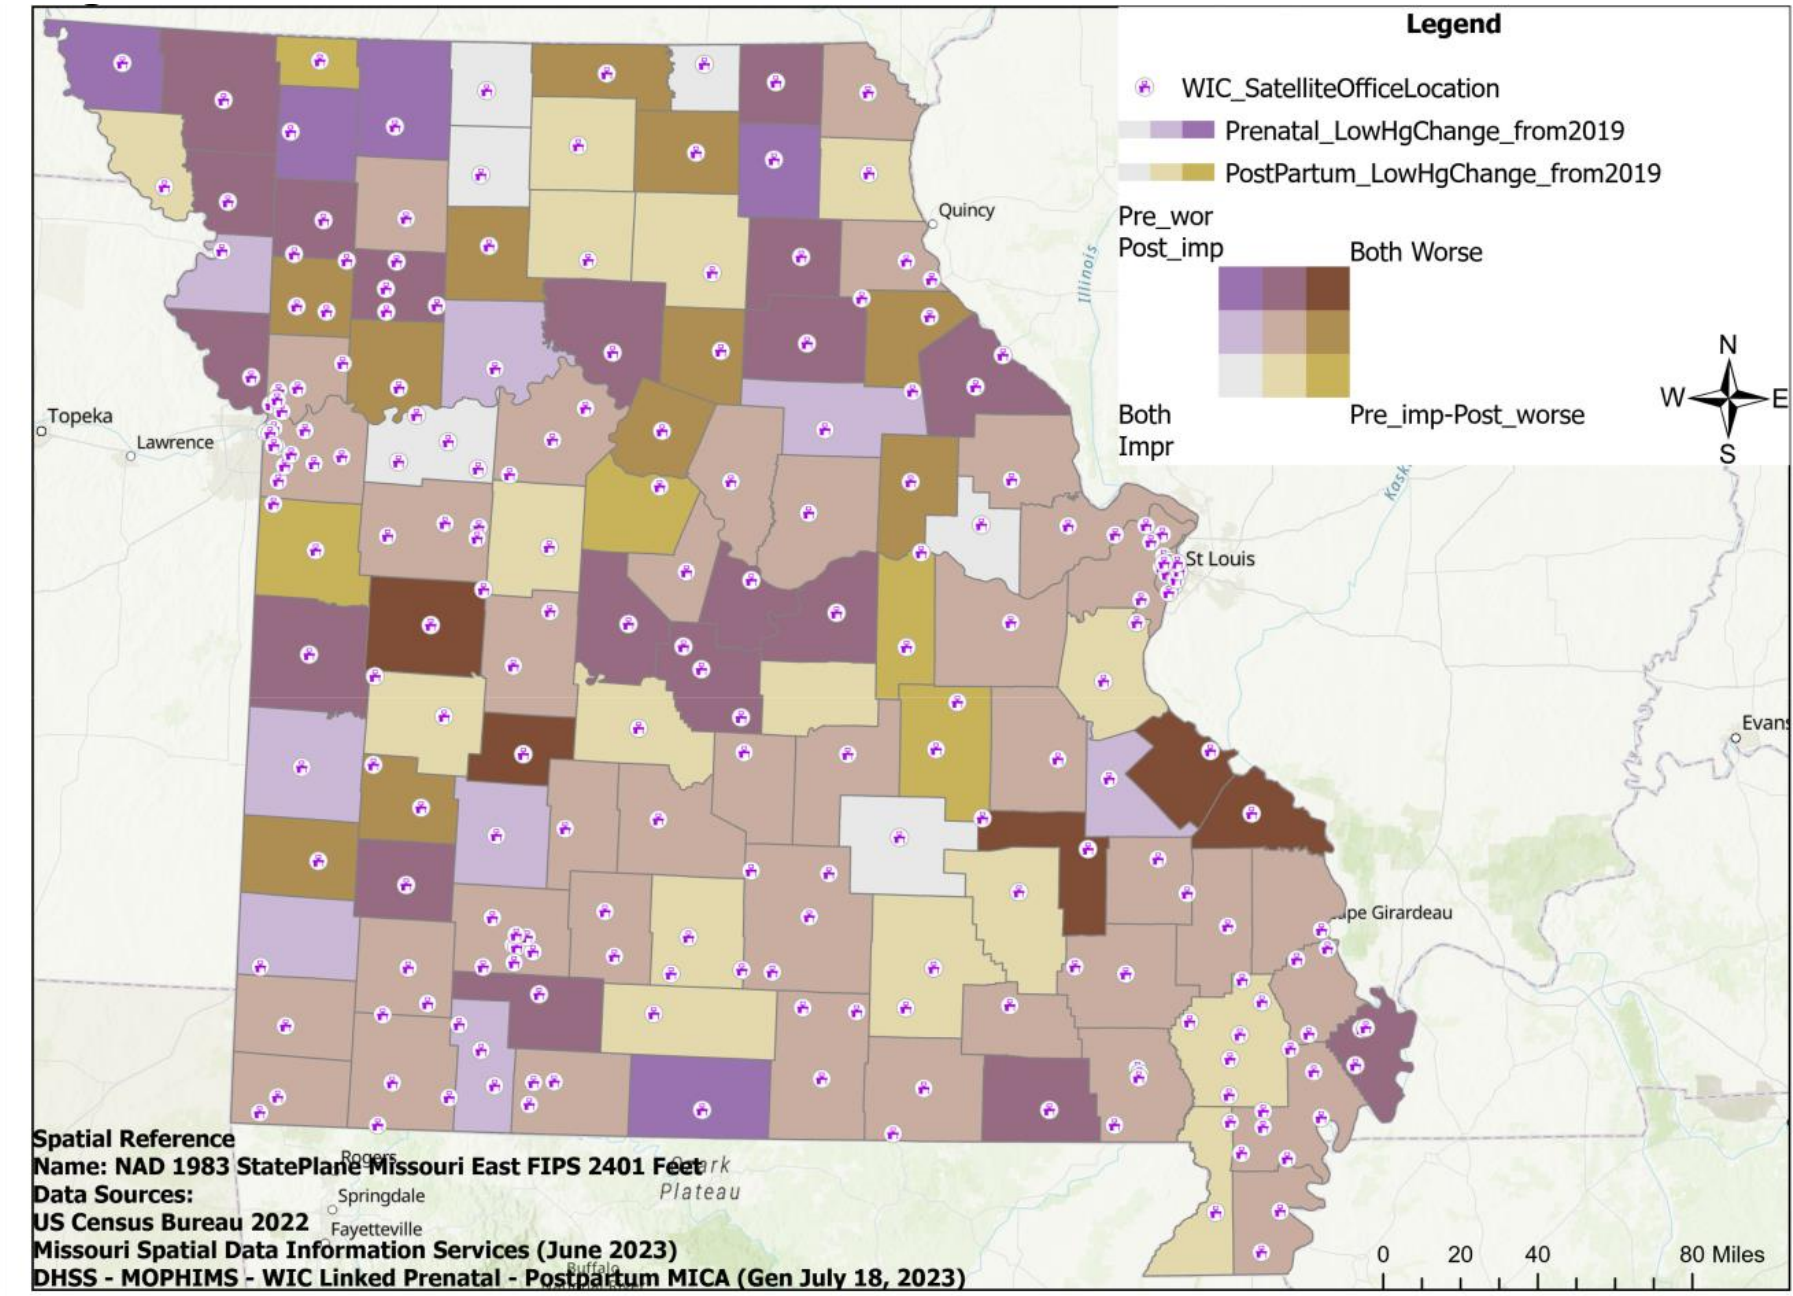 Legend
WIC_SatelliteOfficeLocation
Prenatal_LowHgChange_from2019
PostPartum_LowHgChange_from2019
Pre_wor
Post_imp
Both Worse
Both
Impr
Pre_imp-Post_worse
N
W E
S
Quincy
Illinois
Topeka
Lawrence
St Louis
Evans
Girardeau
Spatial Reference
Rogers
Name: NAD 1983 StatePlane Missouri East FIPS 2401 Feet
Ozark
Plateau
Data Sources:
Springdale
US Census Bureau 2022
Fayetteville
Missouri Spatial Data Information Services (June 2023)
Buffalo
DHSS - MOPHIMS - WIC Linked Prenatal - Postpartum MICA (Gen July 18, 2023)
0 20 40 80 Miles